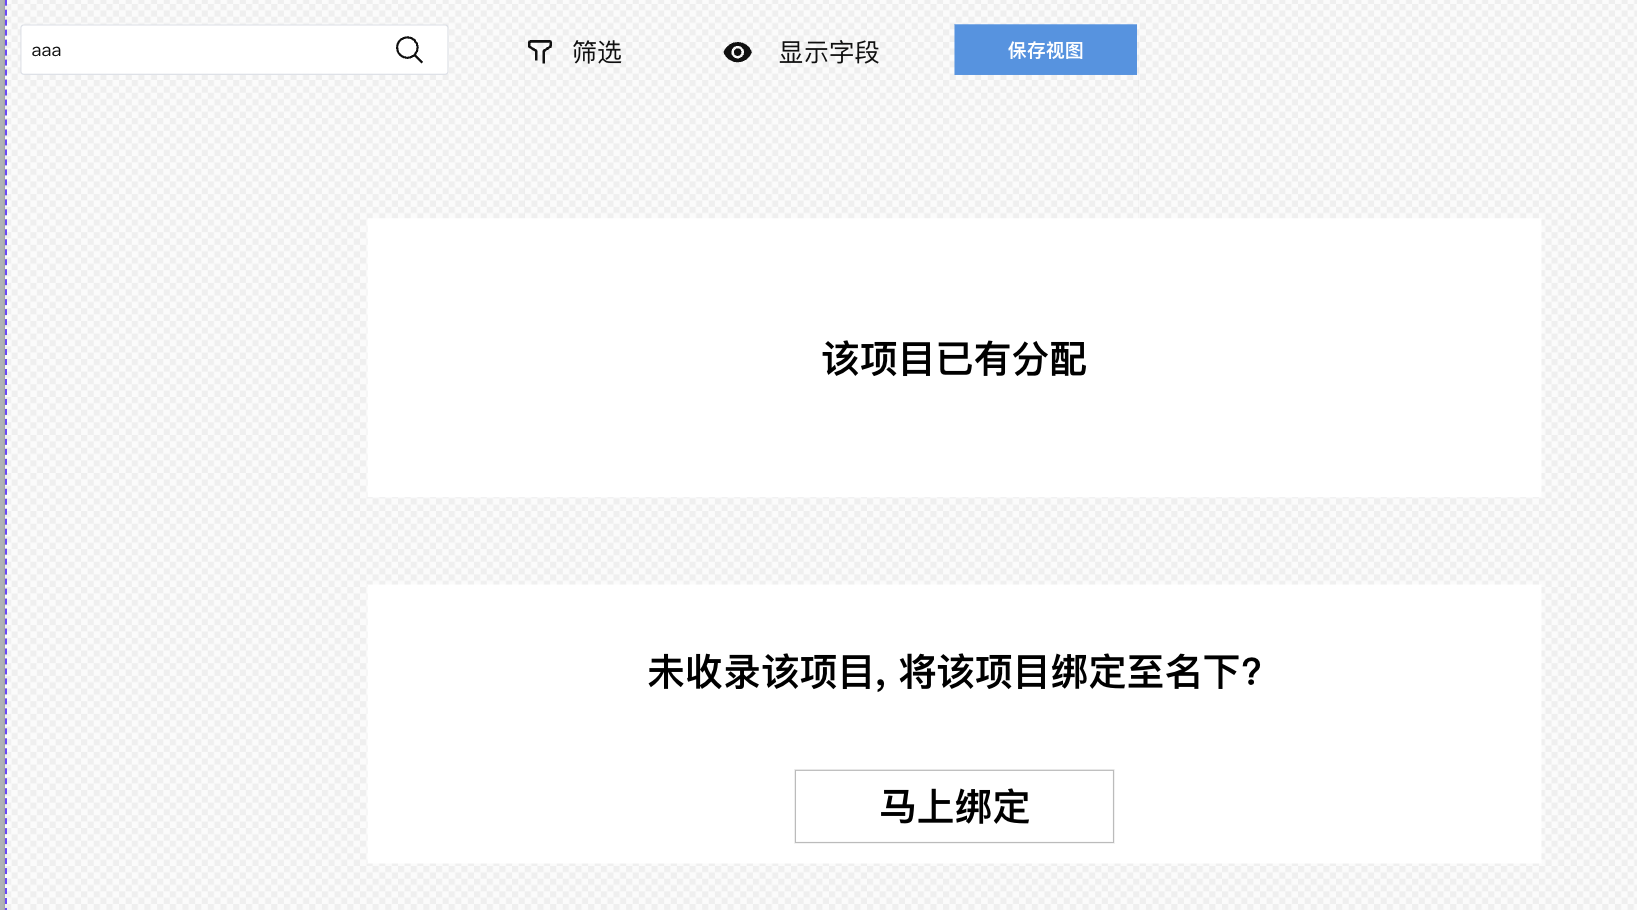 aaa
筛选
显示字段
保存视图
该项目已有分配
未收录该项目, 将该项目绑定至名下?
马上绑定